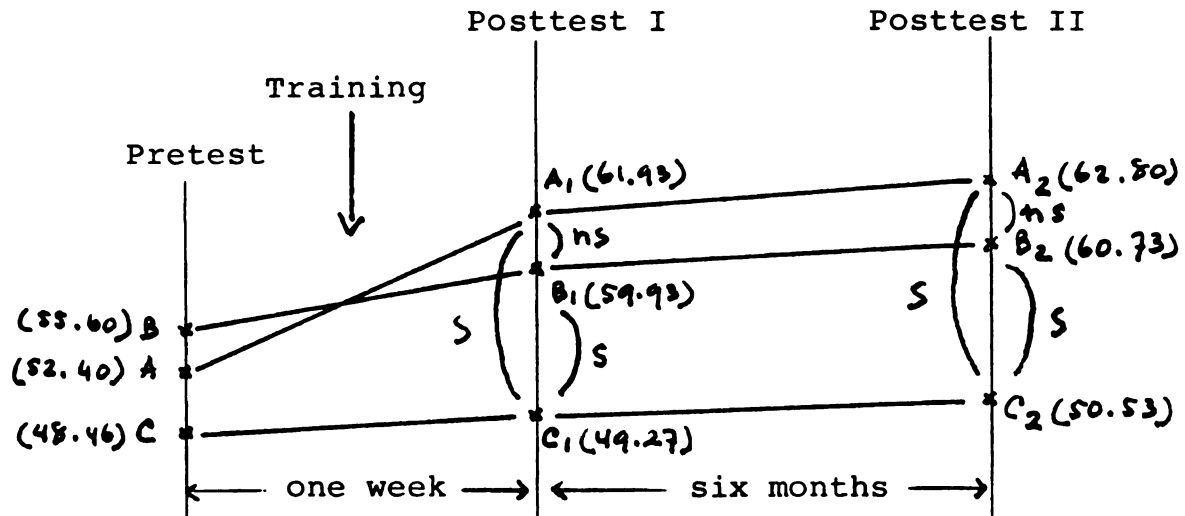 Posttest I Posttest II
Training
Pretest
A₁ (61.93) A₂ (62.80)
ns ns
B₂ (60.73)
B₁ (59.93)
(55.60) B
S S S S
(52.40) A
(48.46) C
C₁ (49.27) C₂ (50.53)
one week six months